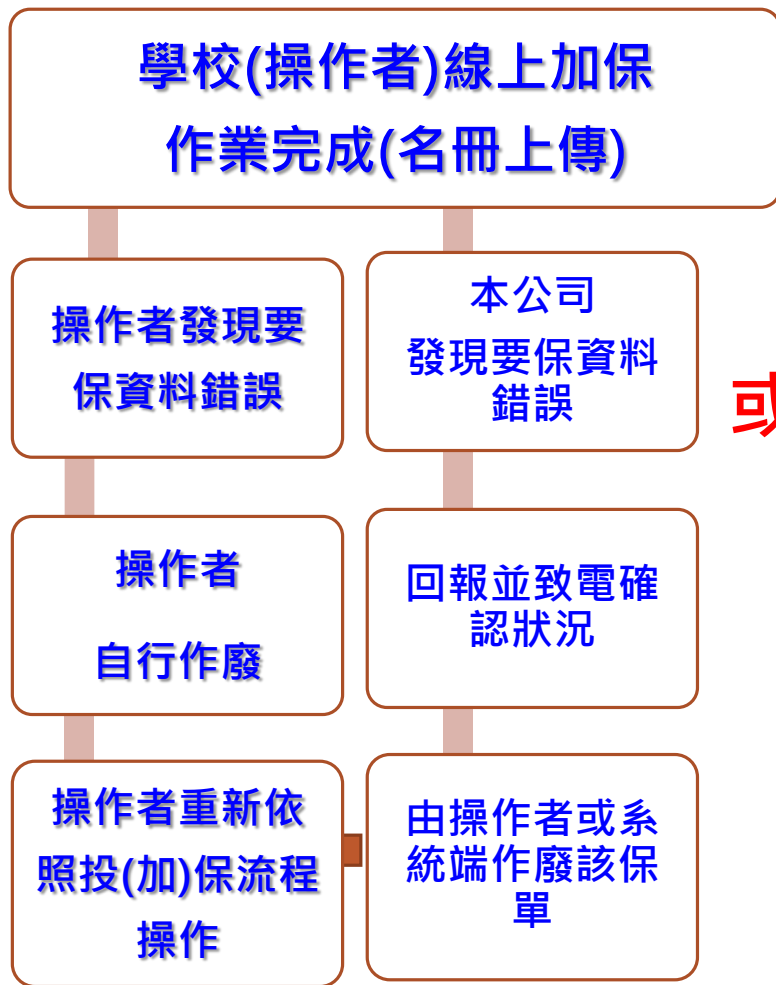 學校(操作者)線上加保
作業完成(名冊上傳)
操作者發現要
保資料錯誤
操作者
自行作廢
操作者重新依
照投(加)保流程
操作
本公司
發現要保資料
錯誤
回報並致電確
認狀況
由操作者或系
統端作廢該保
單
或